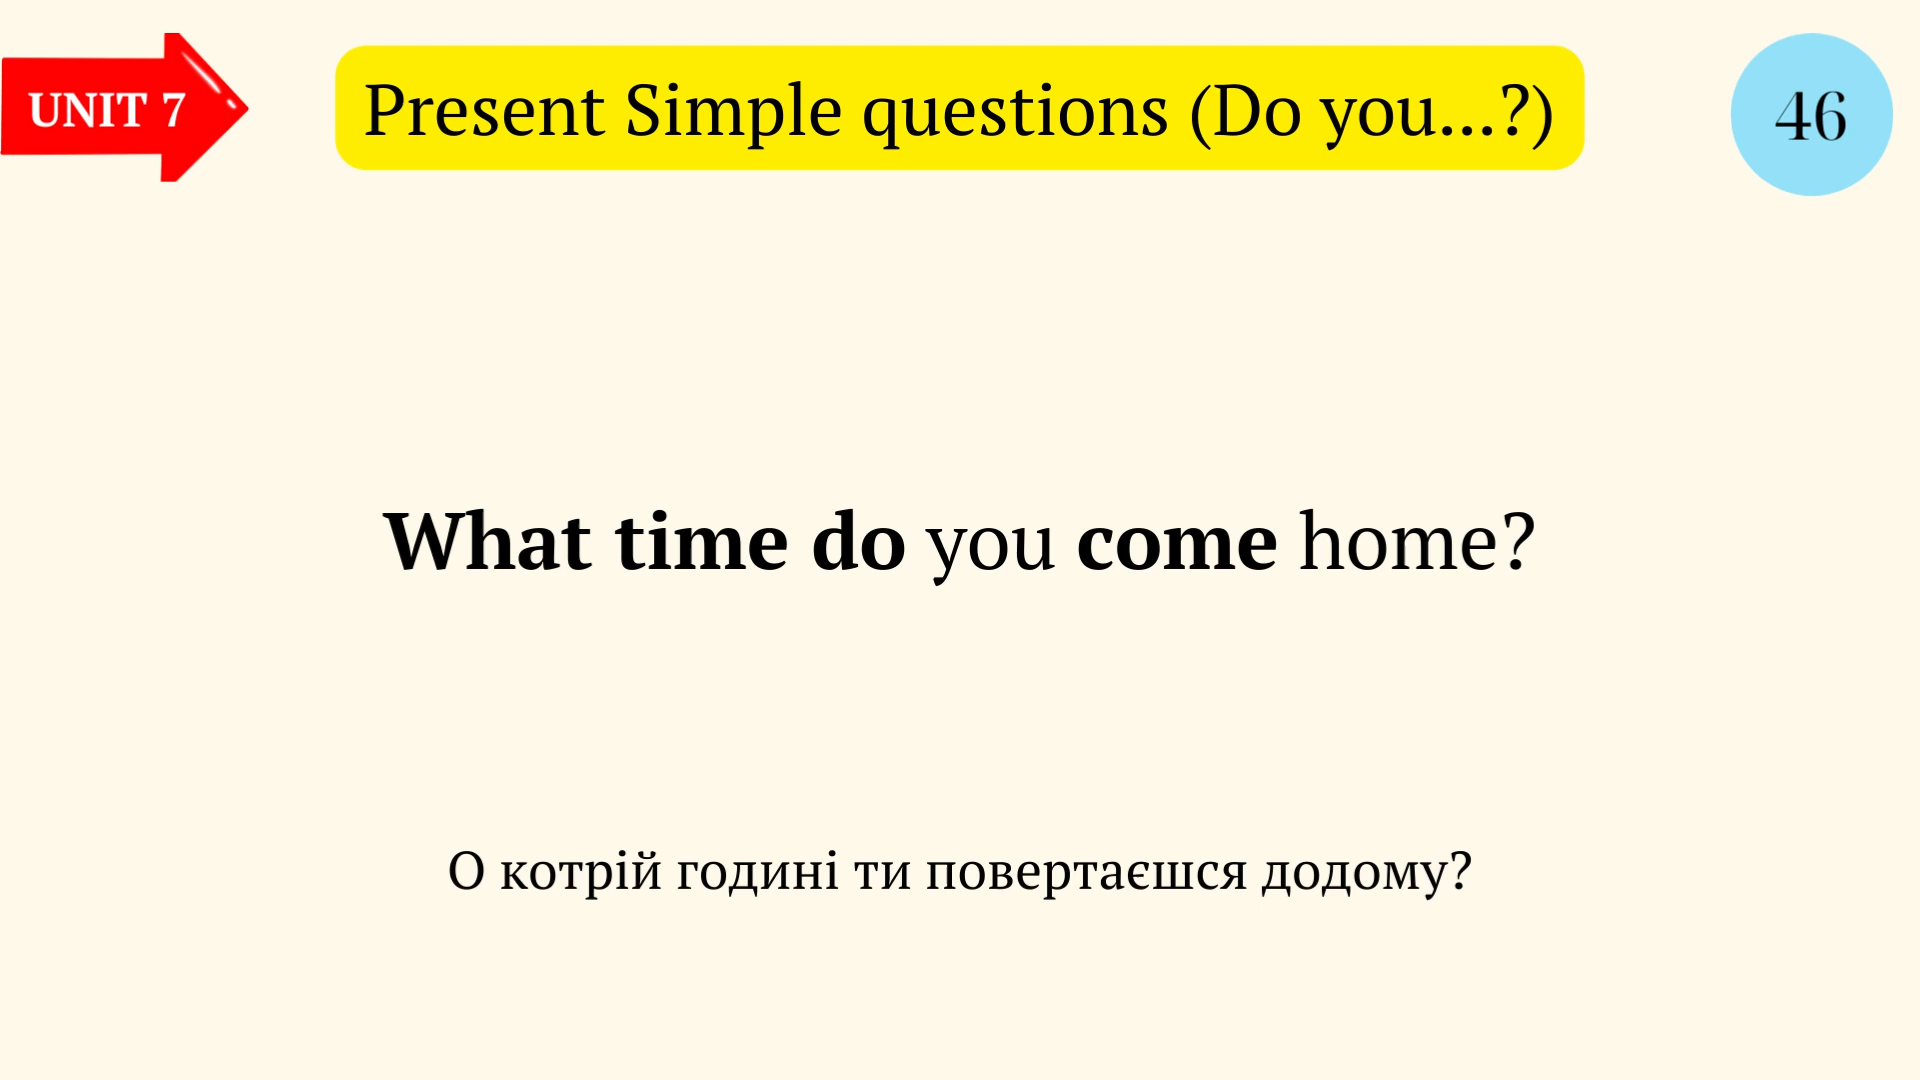 UNIT 7
Present Simple questions (Do you...?)
46
What time do you come home?
О котрій годині ти повертаєшся додому?